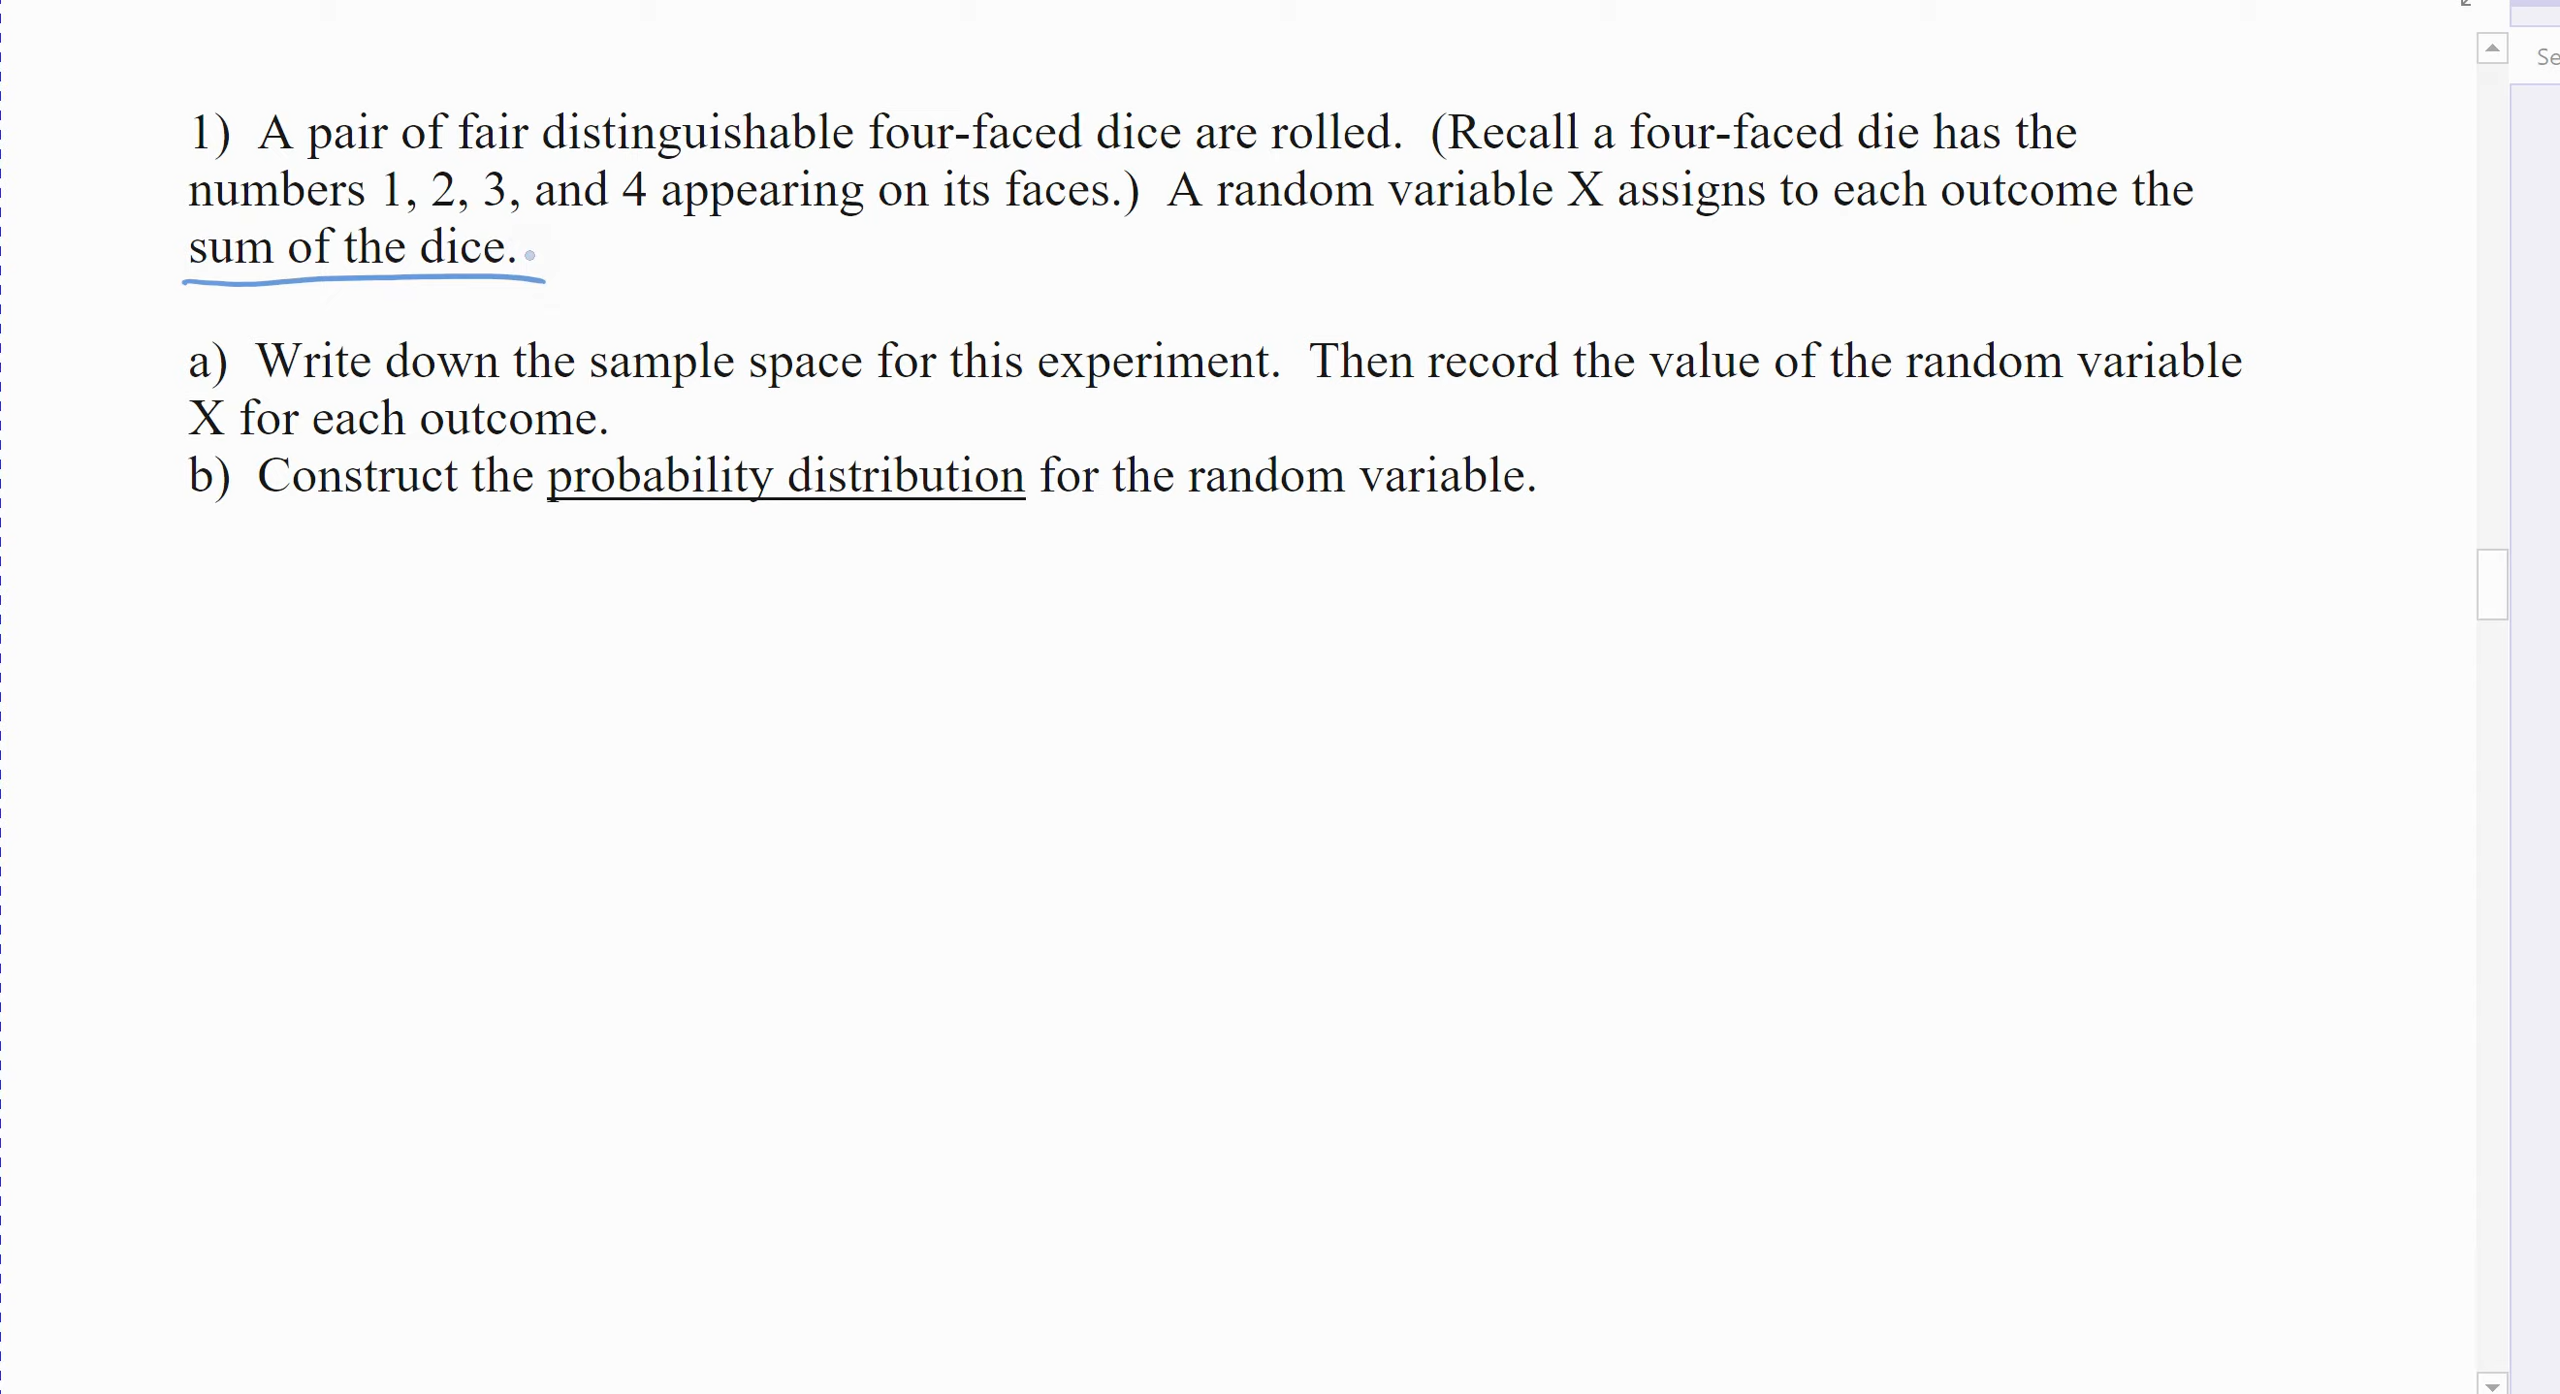 Se
1)  A pair of fair distinguishable four-faced dice are rolled.  (Recall a four-faced die has the
numbers 1, 2, 3, and 4 appearing on its faces.)  A random variable X assigns to each outcome the
sum of the dice.
a)  Write down the sample space for this experiment.  Then record the value of the random variable
X for each outcome.
b)  Construct the probability distribution for the random variable.